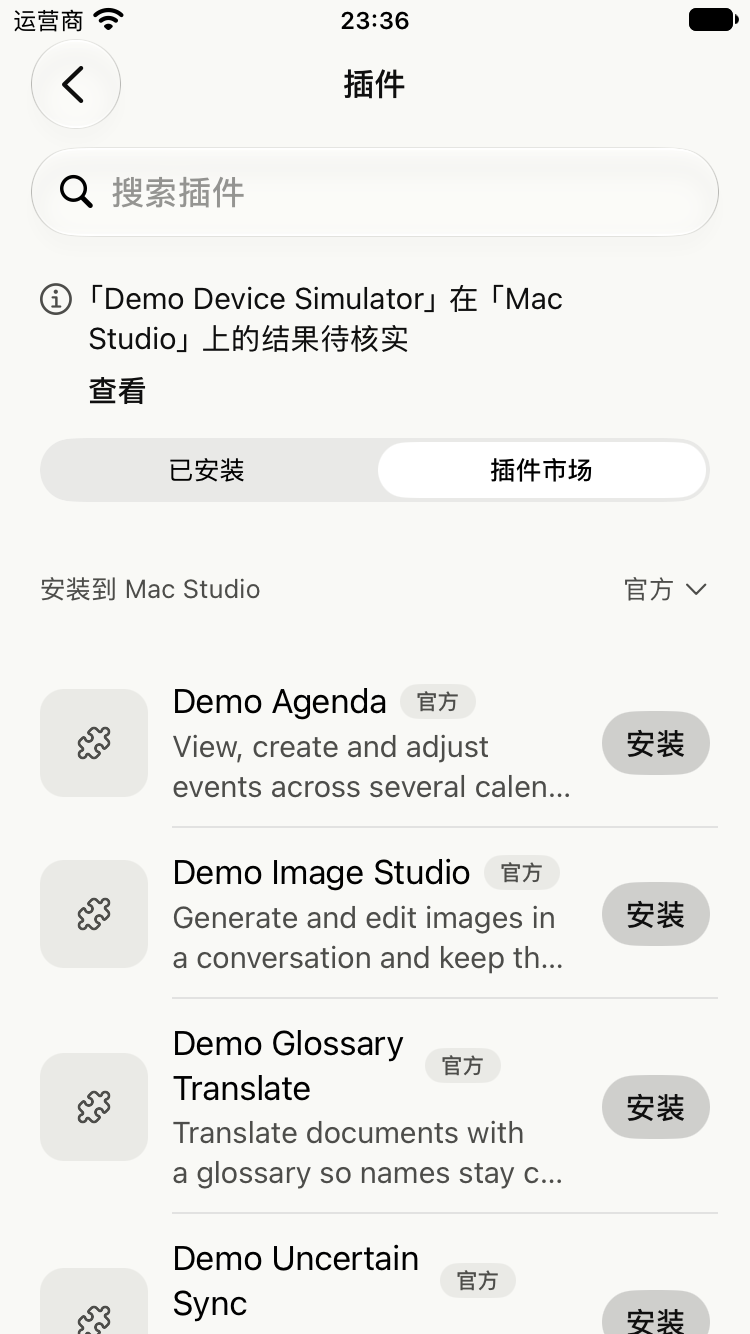 运营商
23:36
插件
搜索插件
「Demo Device Simulator」在「Mac
Studio」上的结果待核实
查看
已安装
插件市场
安装到 Mac Studio
官方
Demo Agenda
官方
View, create and adjust
events across several calen...
安装
Demo Image Studio
官方
Generate and edit images in
a conversation and keep th...
安装
Demo Glossary
Translate
官方
Translate documents with
a glossary so names stay c...
安装
Demo Uncertain
Sync
官方
安装